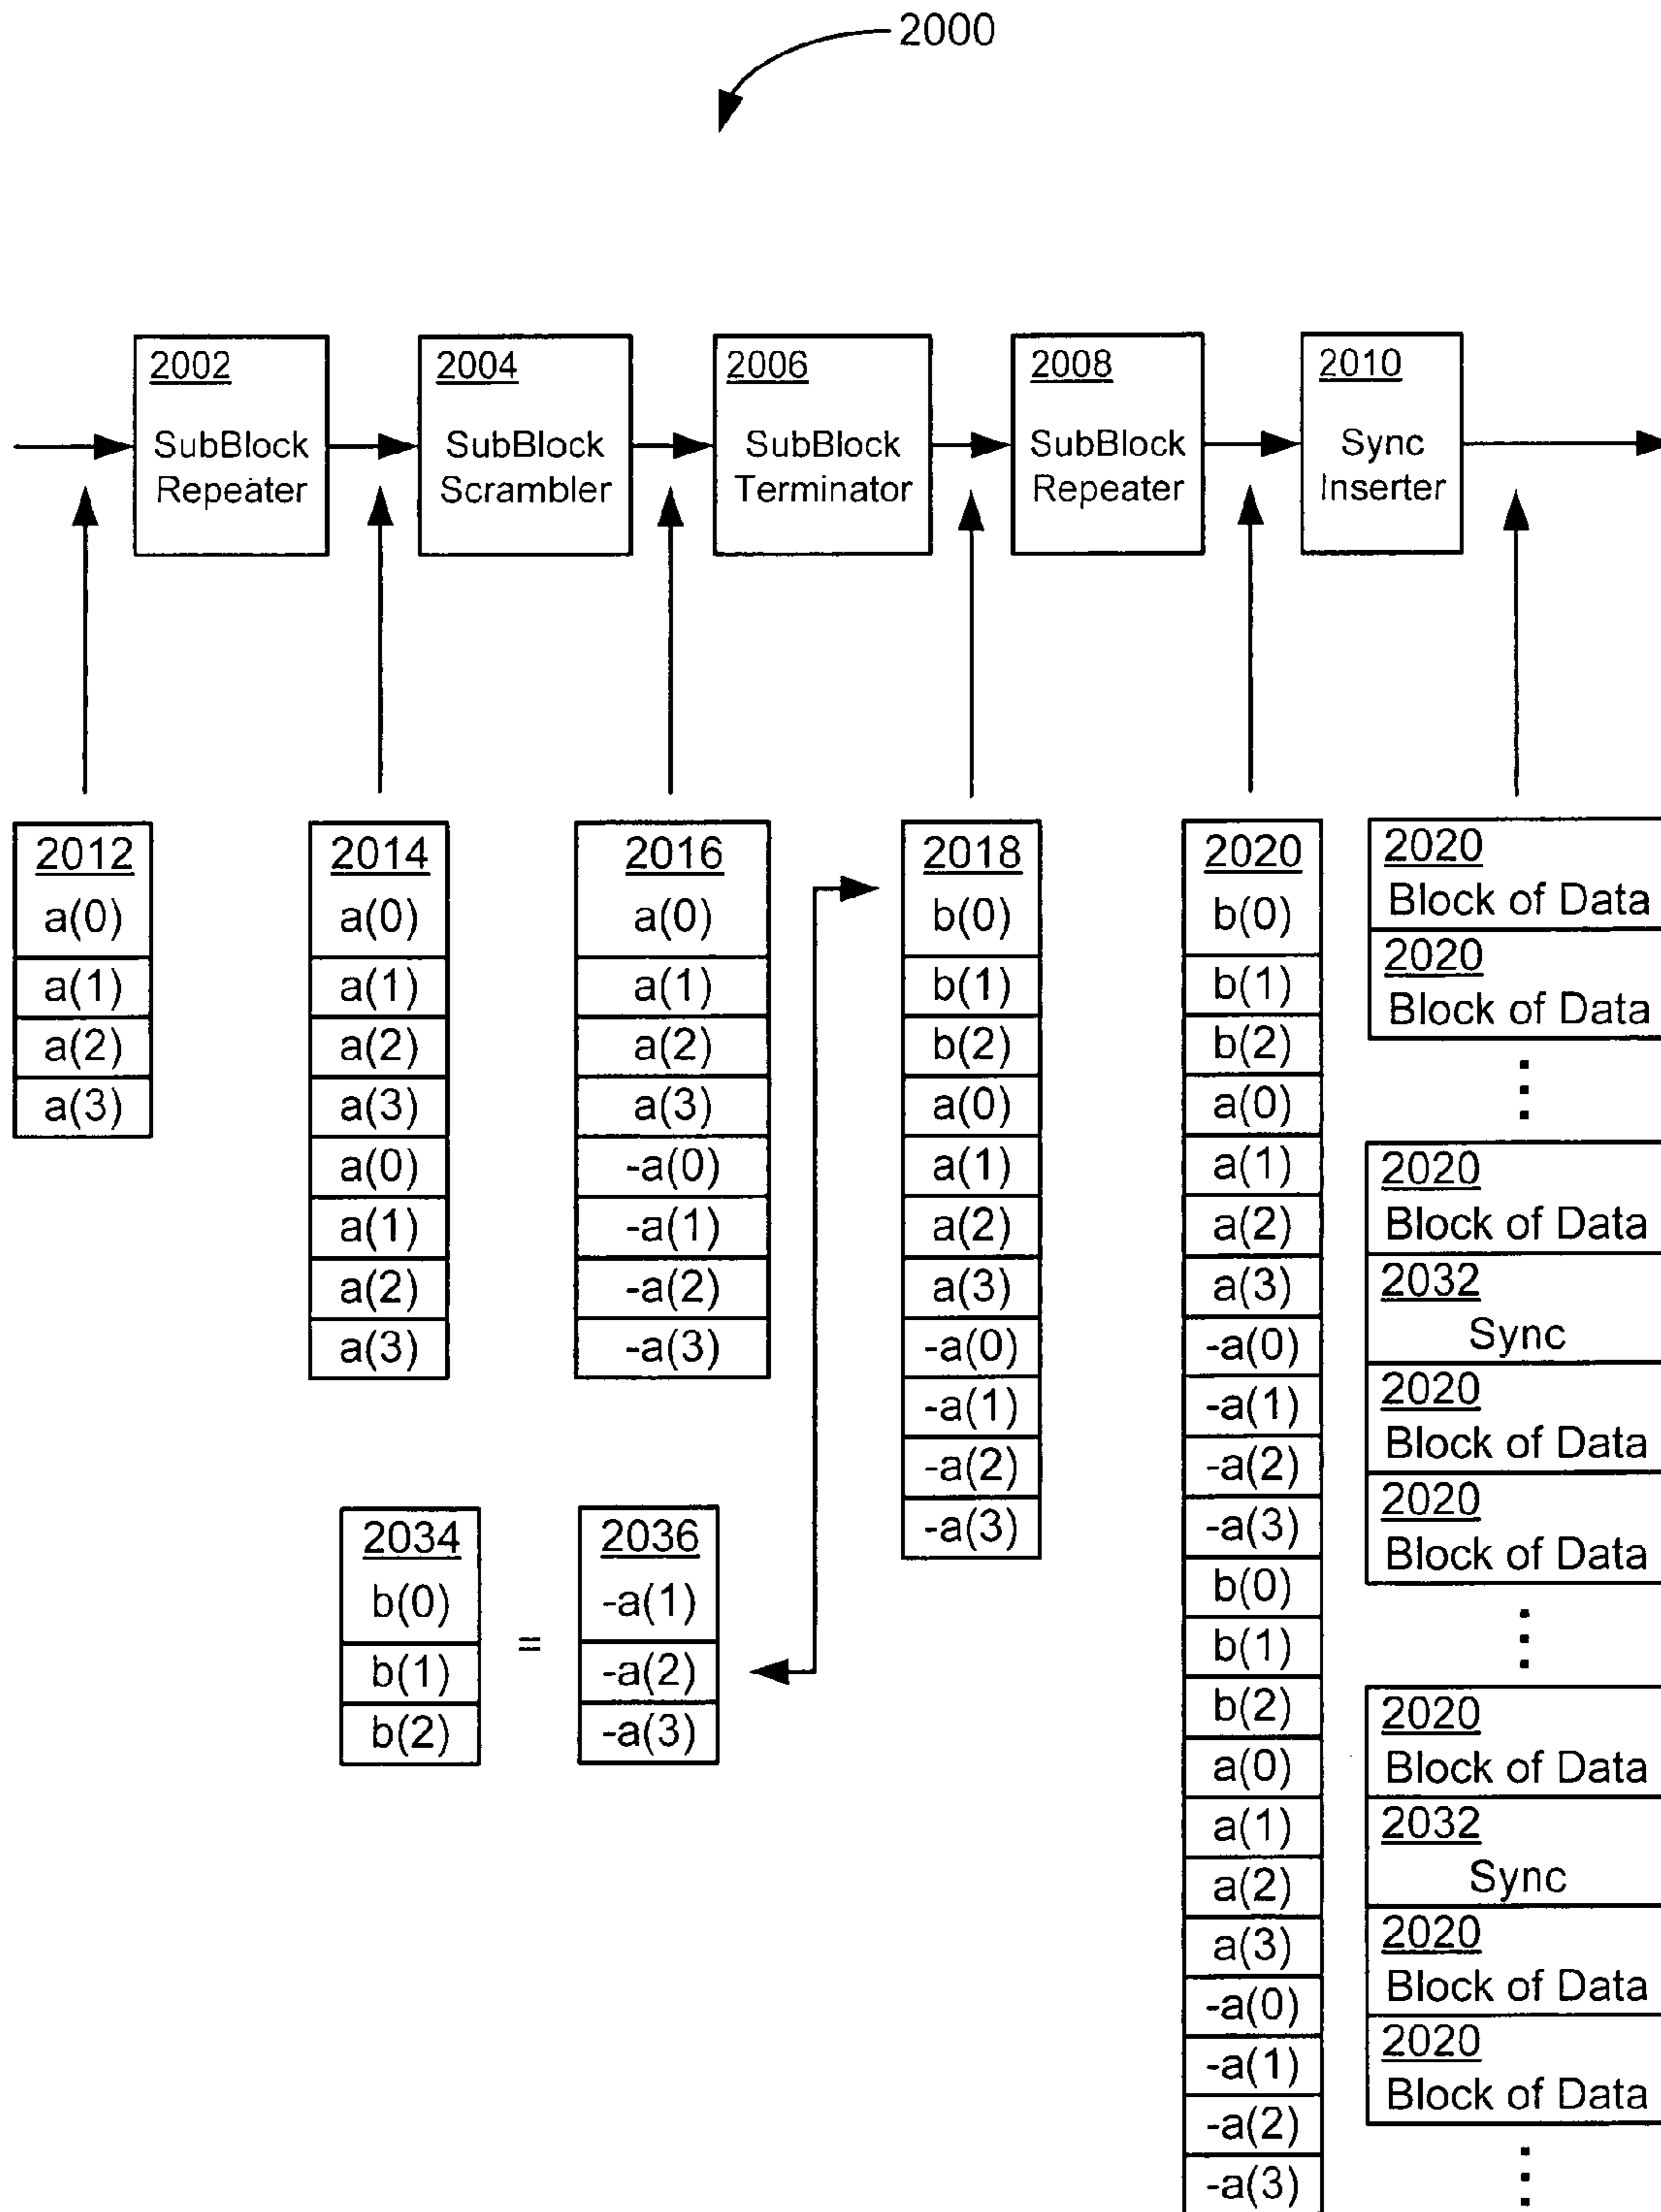 2000
2002
SubBlock
Repeater
2004
SubBlock
Scrambler
2006
SubBlock
Terminator
2008
SubBlock
Repeater
2010
Sync
Inserter
2012
a(0)
a(1)
a(2)
a(3)
2014
a(0)
a(1)
a(2)
a(3)
a(0)
a(1)
a(2)
a(3)
2016
a(0)
a(1)
a(2)
a(3)
-a(0)
-a(1)
-a(2)
-a(3)
2034
b(0)
b(1)
b(2)
=
2036
-a(1)
-a(2)
-a(3)
2018
b(0)
b(1)
b(2)
a(0)
a(1)
a(2)
a(3)
-a(0)
-a(1)
-a(2)
-a(3)
2020
b(0)
b(1)
b(2)
a(0)
a(1)
a(2)
a(3)
-a(0)
-a(1)
-a(2)
-a(3)
b(0)
b(1)
b(2)
a(0)
a(1)
a(2)
a(3)
-a(0)
-a(1)
-a(2)
-a(3)
2020
Block of Data
2020
Block of Data
2020
Block of Data
2032
Sync
2020
Block of Data
2020
Block of Data
2020
Block of Data
2032
Sync
2020
Block of Data
2020
Block of Data